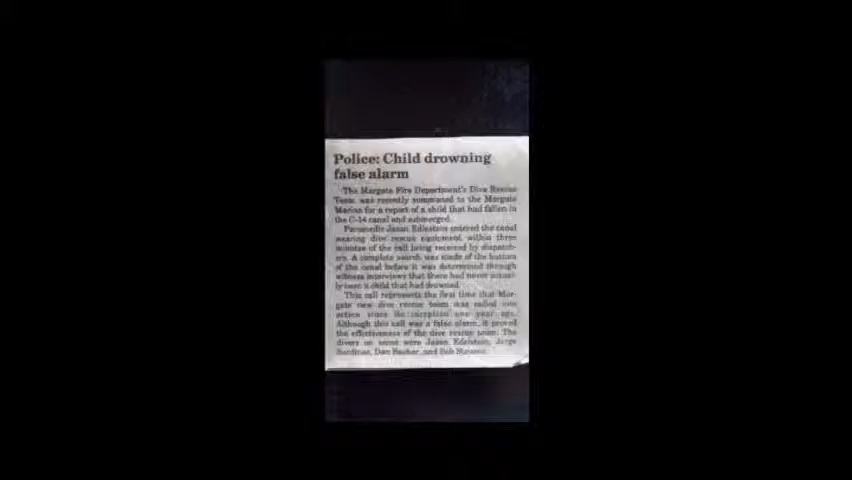 Police: Child drowning
false alarm
The Margate Fire Department's Dive Rescue
Team was recently summoned to the Margate
Marina for a report of a child that had fallen in
the C-14 canal and submerged.
Paramedic Jason entered the canal
wearing dive rescue equipment within three
minutes of the call being received by dispatch-
ers. A complete search was made of the bottom
of the canal before it was determined through
witness interviews that there had never actual-
ly been a child that had drowned.
This call represents the first time that Mar-
gate new dive rescue team was called into
action since its inception one year ago.
Although this call was a false alarm, it proved
the effectiveness of the dive rescue team. The
divers on scene were Jason Jorge
Dan and Bob